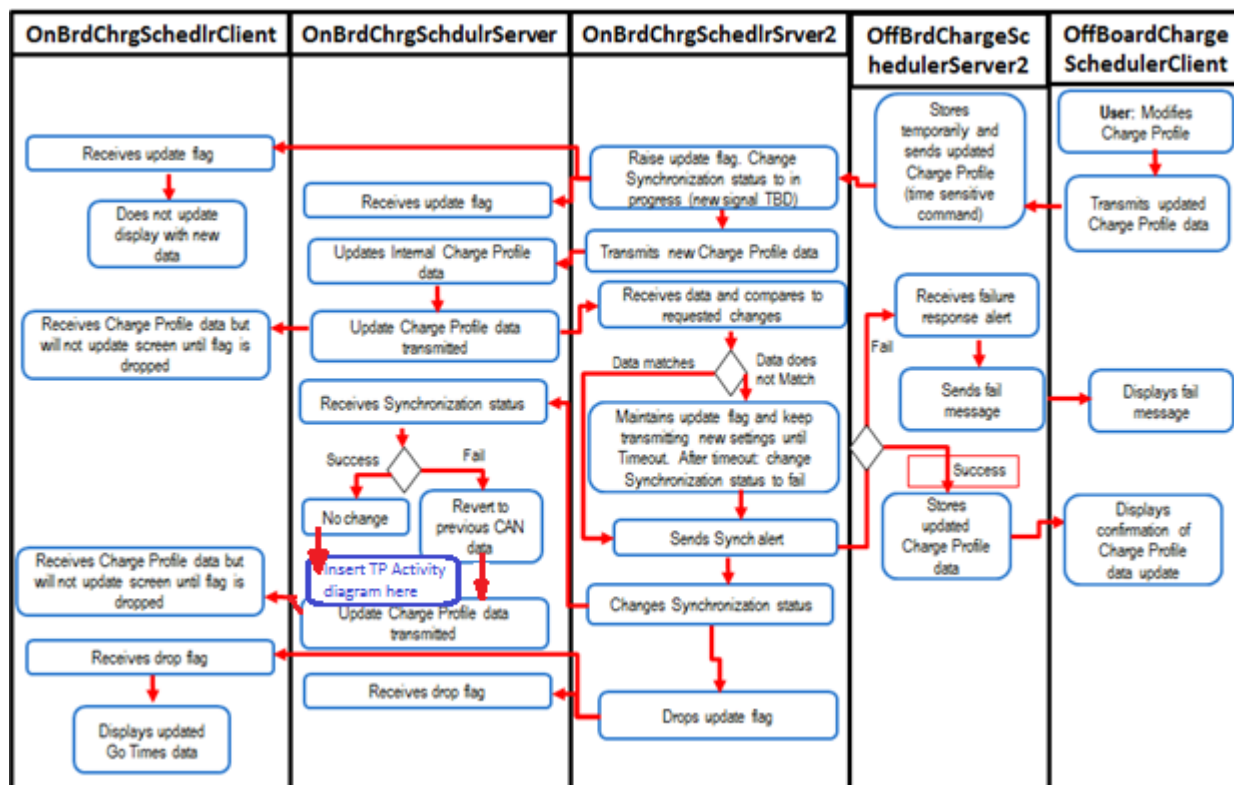 OnBrdChrgSchedlrClient
OnBrdChrgSchdulrServer
OnBrdChrgSchedlrSrver2
OffBrdChargeSc
hedulerServer2
OffBoardCharge
SchedulerClient
Receives update flag
Does not update
display with new
data
Receives Charge Profile data but
will not update screen until flag is
dropped
Receives Charge Profile data but
will not update screen until flag is
dropped
Receives drop flag
Displays updated
Go Times data
Receives update flag
Updates Internal Charge Profile
data
Update Charge Profile data
transmitted
Receives Synchronization status
Success
Fail
No change
Revert to
previous CAN
data
Insert TP Activity
diagram here
Update Charge Profile data
transmitted
Receives drop flag
Raise update flag. Change
Synchronization status to in
progress (new signal TBD)
Transmits new Charge Profile data
Receives data and compares to
requested changes
Data matches
Data does
not Match
Maintains update flag and keep
transmitting new settings until
Timeout. After timeout: change
Synchronization status to fail
Sends Synch alert
Changes Synchronization status
Drops update flag
Stores
temporarily and
sends updated
Charge Profile
(time sensitive
command)
Receives failure
response alert
Fail
Sends fail
message
Success
Stores
updated
Charge Profile
data
User: Modifies
Charge Profile
Transmits updated
Charge Profile data
Displays fail
message
Displays
confirmation of
Charge Profile
data update